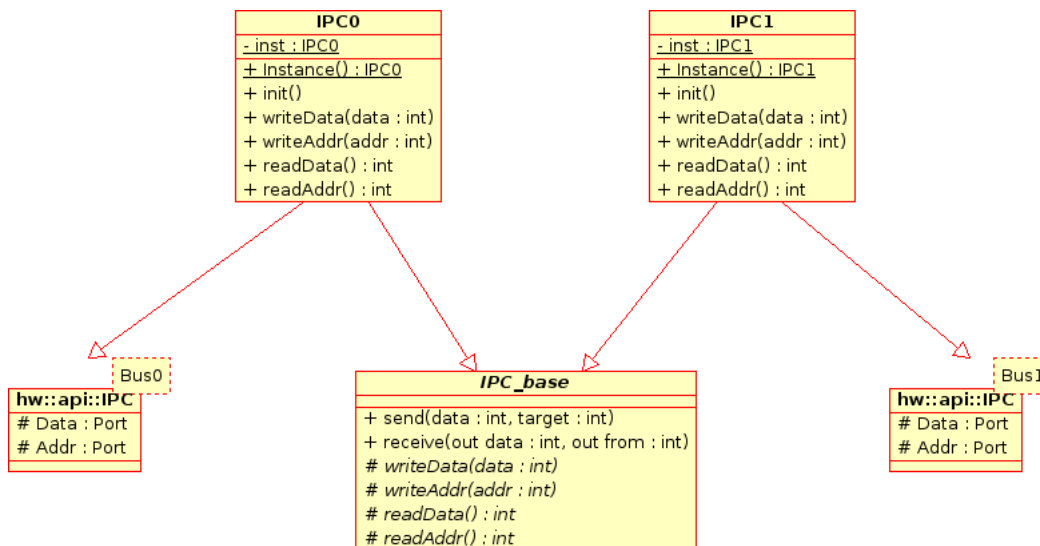 IPC0
- inst : IPC0
+ Instance() : IPC0
+ init()
+ writeData(data : int)
+ writeAddr(addr : int)
+ readData() : int
+ readAddr() : int
IPC1
- inst : IPC1
+ Instance() : IPC1
+ init()
+ writeData(data : int)
+ writeAddr(addr : int)
+ readData() : int
+ readAddr() : int
Bus0
hw::api::IPC
# Data : Port
# Addr : Port
IPC_base
+ send(data : int, target : int)
+ receive(out data : int, out from : int)
# writeData(data : int)
# writeAddr(addr : int)
# readData() : int
# readAddr() : int
Bus1
hw::api::IPC
# Data : Port
# Addr : Port